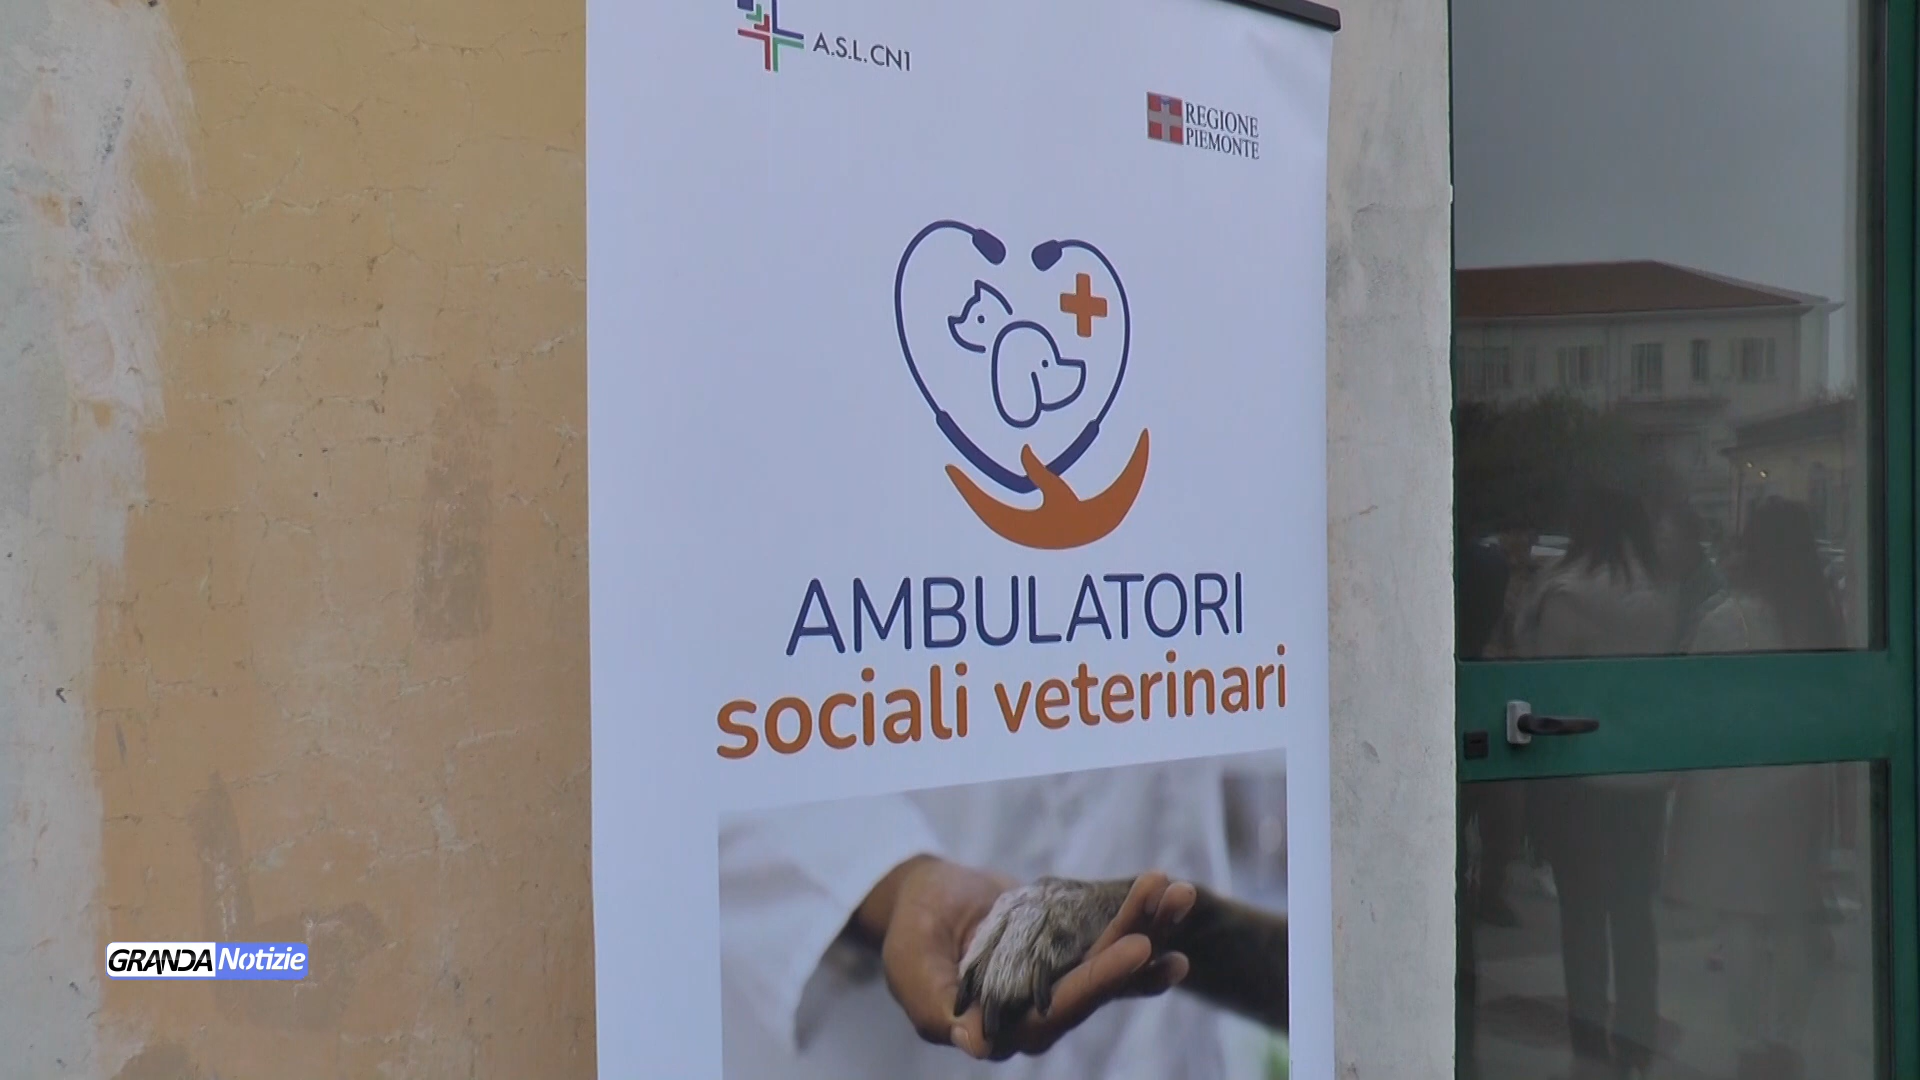 A.S.L. CN1
REGIONE
PIEMONTE
AMBULATORI
sociali veterinari
GRANDA Notizie